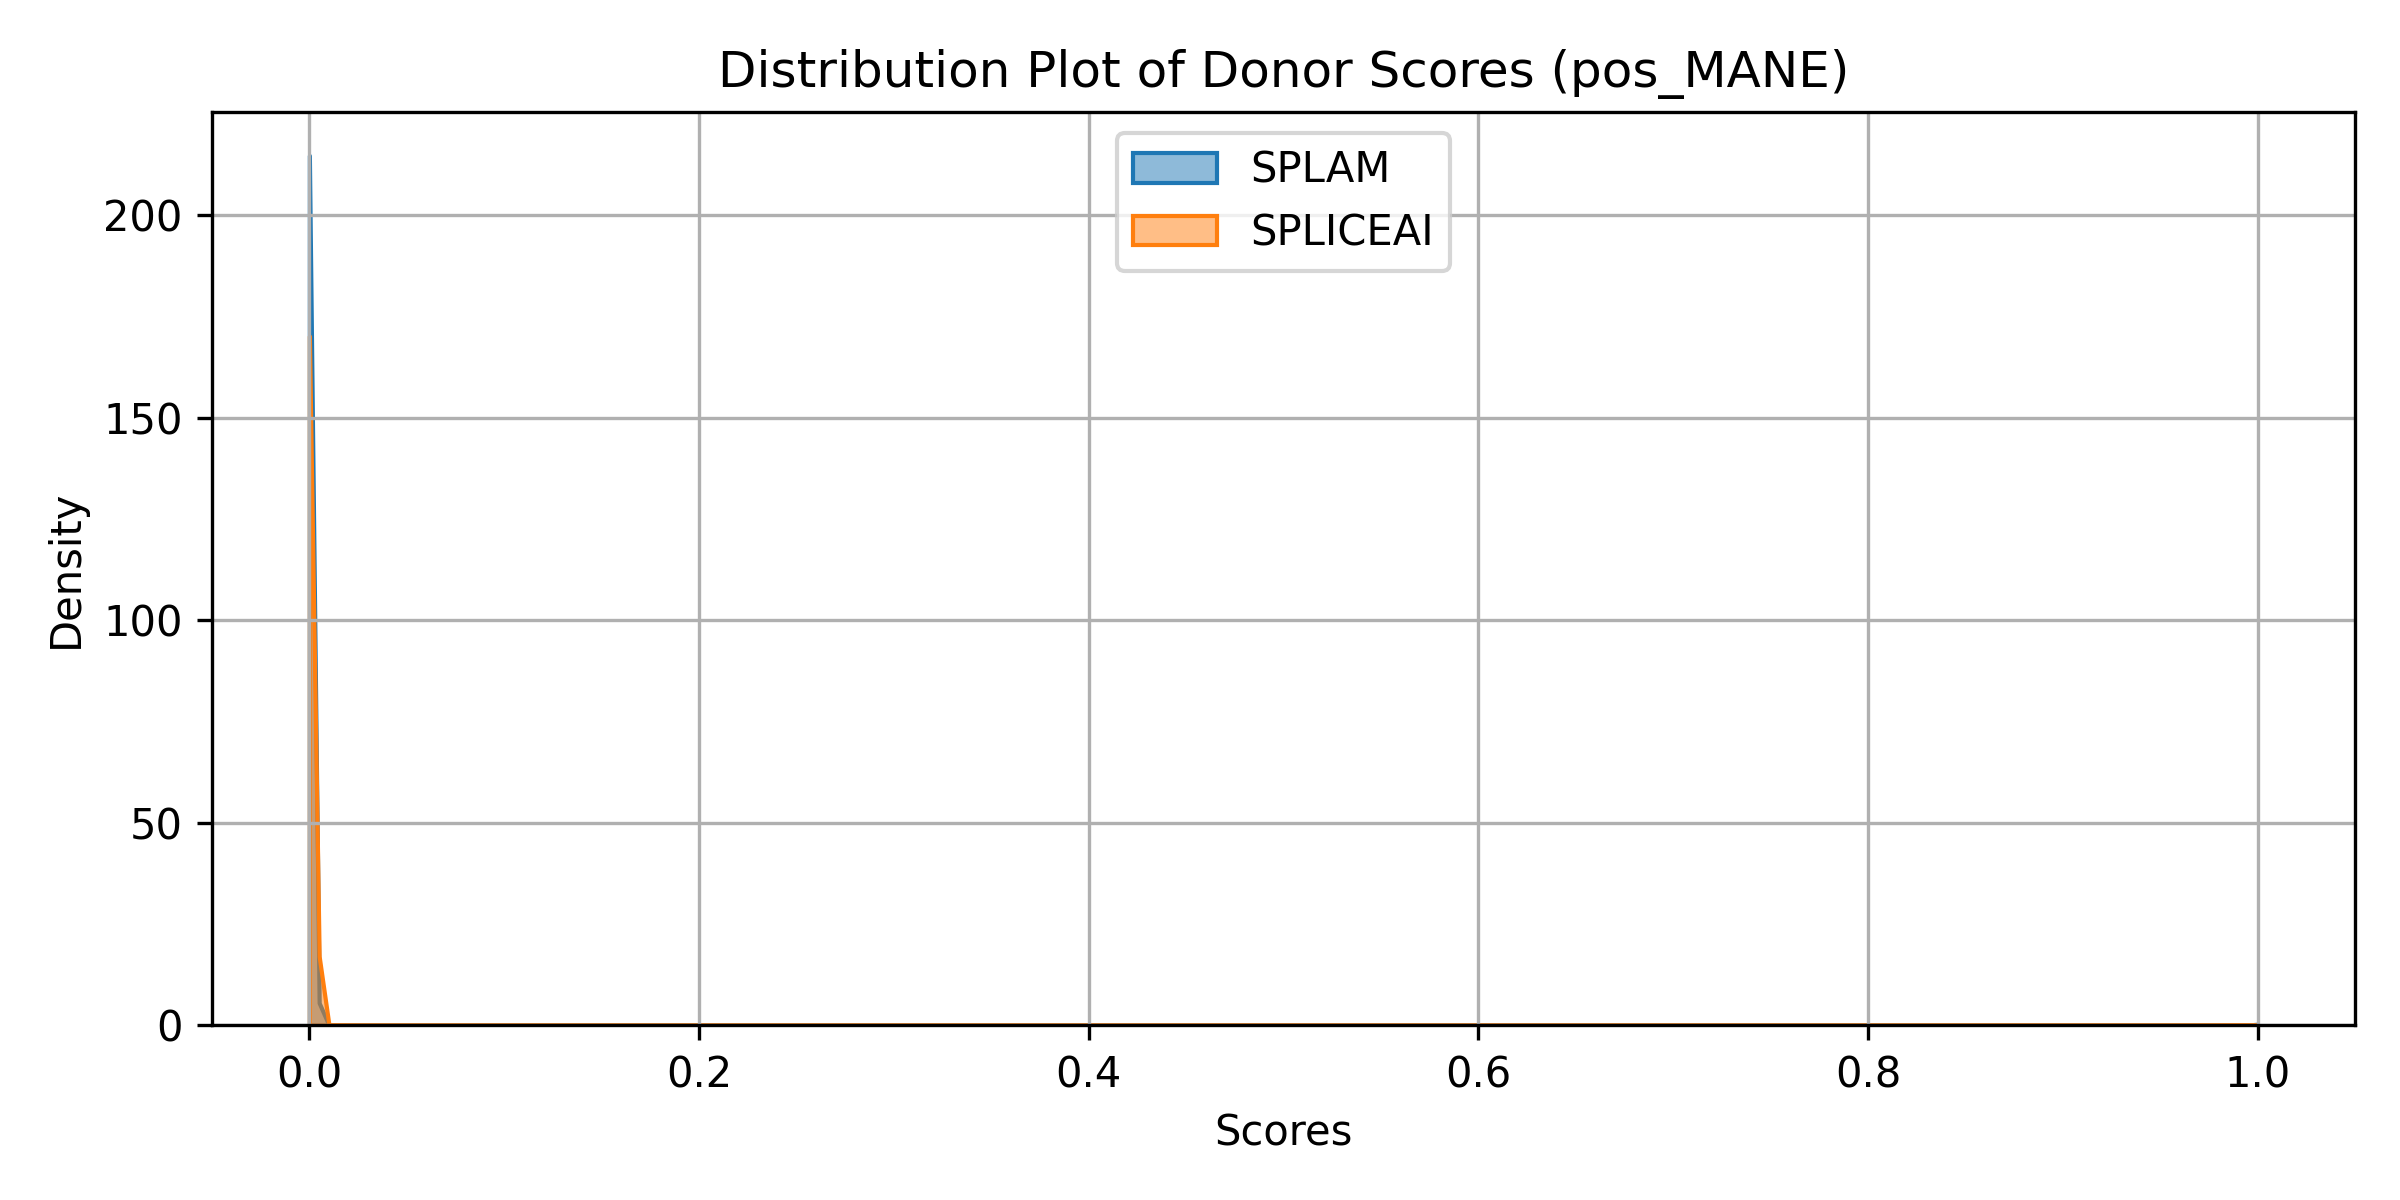 Distribution Plot of Donor Scores (pos_MANE)
SPLAM
SPLICEAI
Density
200
150
100
50
0
0.0 0.2 0.4 0.6 0.8 1.0
Scores